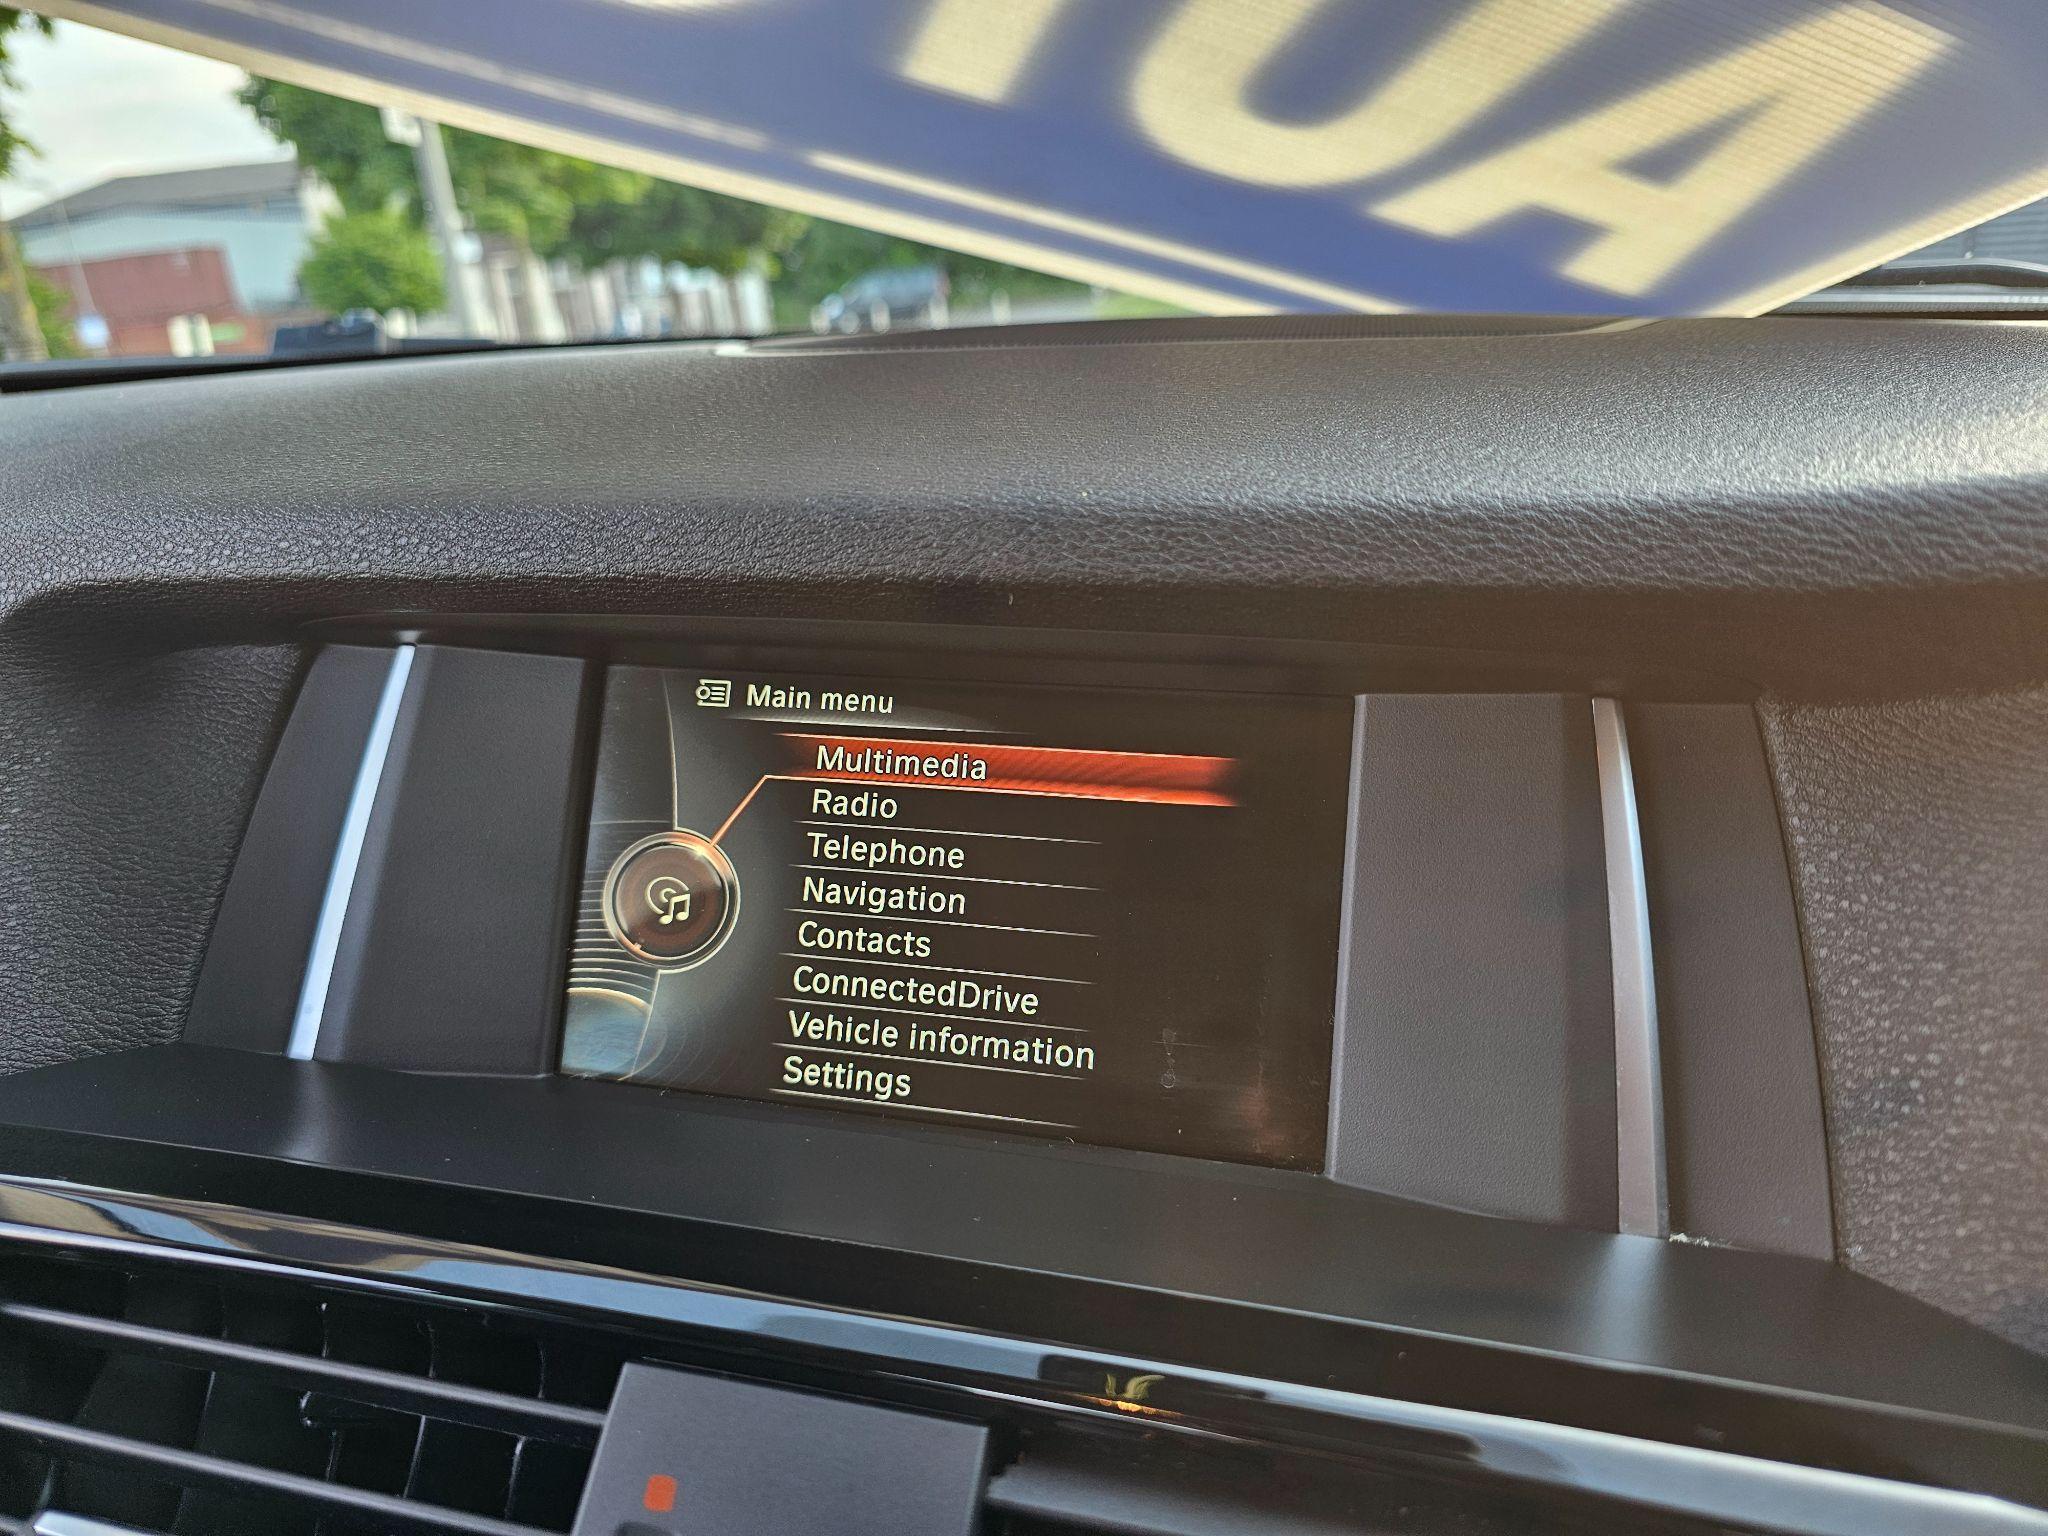 Main menu
Multimedia
Radio
Telephone
Navigation
Contacts
ConnectedDrive
Vehicle information
Settings